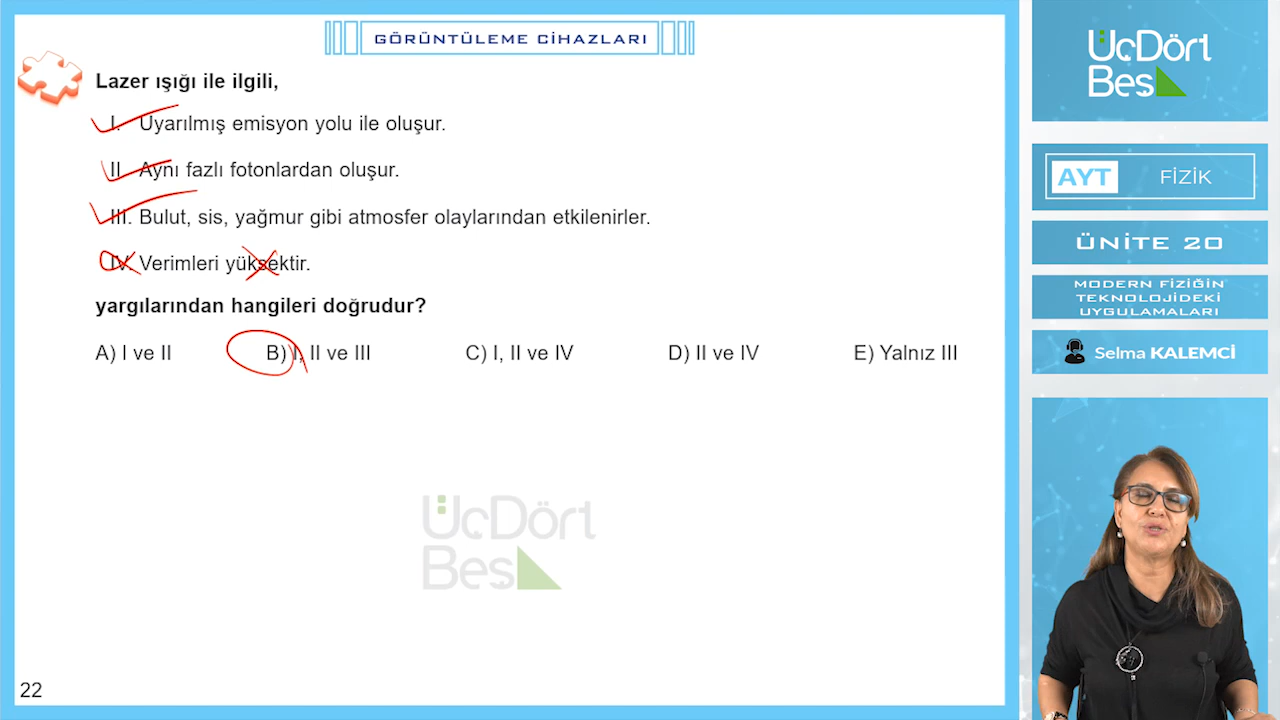 GÖRÜNTÜLEME CİHAZLARI
Lazer ışığı ile ilgili,
I. Uyarılmış emisyon yolu ile oluşur.
II. Aynı fazlı fotonlardan oluşur.
III. Bulut, sis, yağmur gibi atmosfer olaylarından etkilenirler.
IV. Verimleri yüksektir.
yargılarından hangileri doğrudur?
A) I ve II B) I, II ve III C) I, II ve IV D) II ve IV E) Yalnız III
ÜçDört
Beş
22
ÜçDört
Beş
AYT FİZİK
ÜNİTE 20
MODERN FİZİĞİN
TEKNOLOJİDEKİ
UYGULAMALARI
Selma KALEMCİ